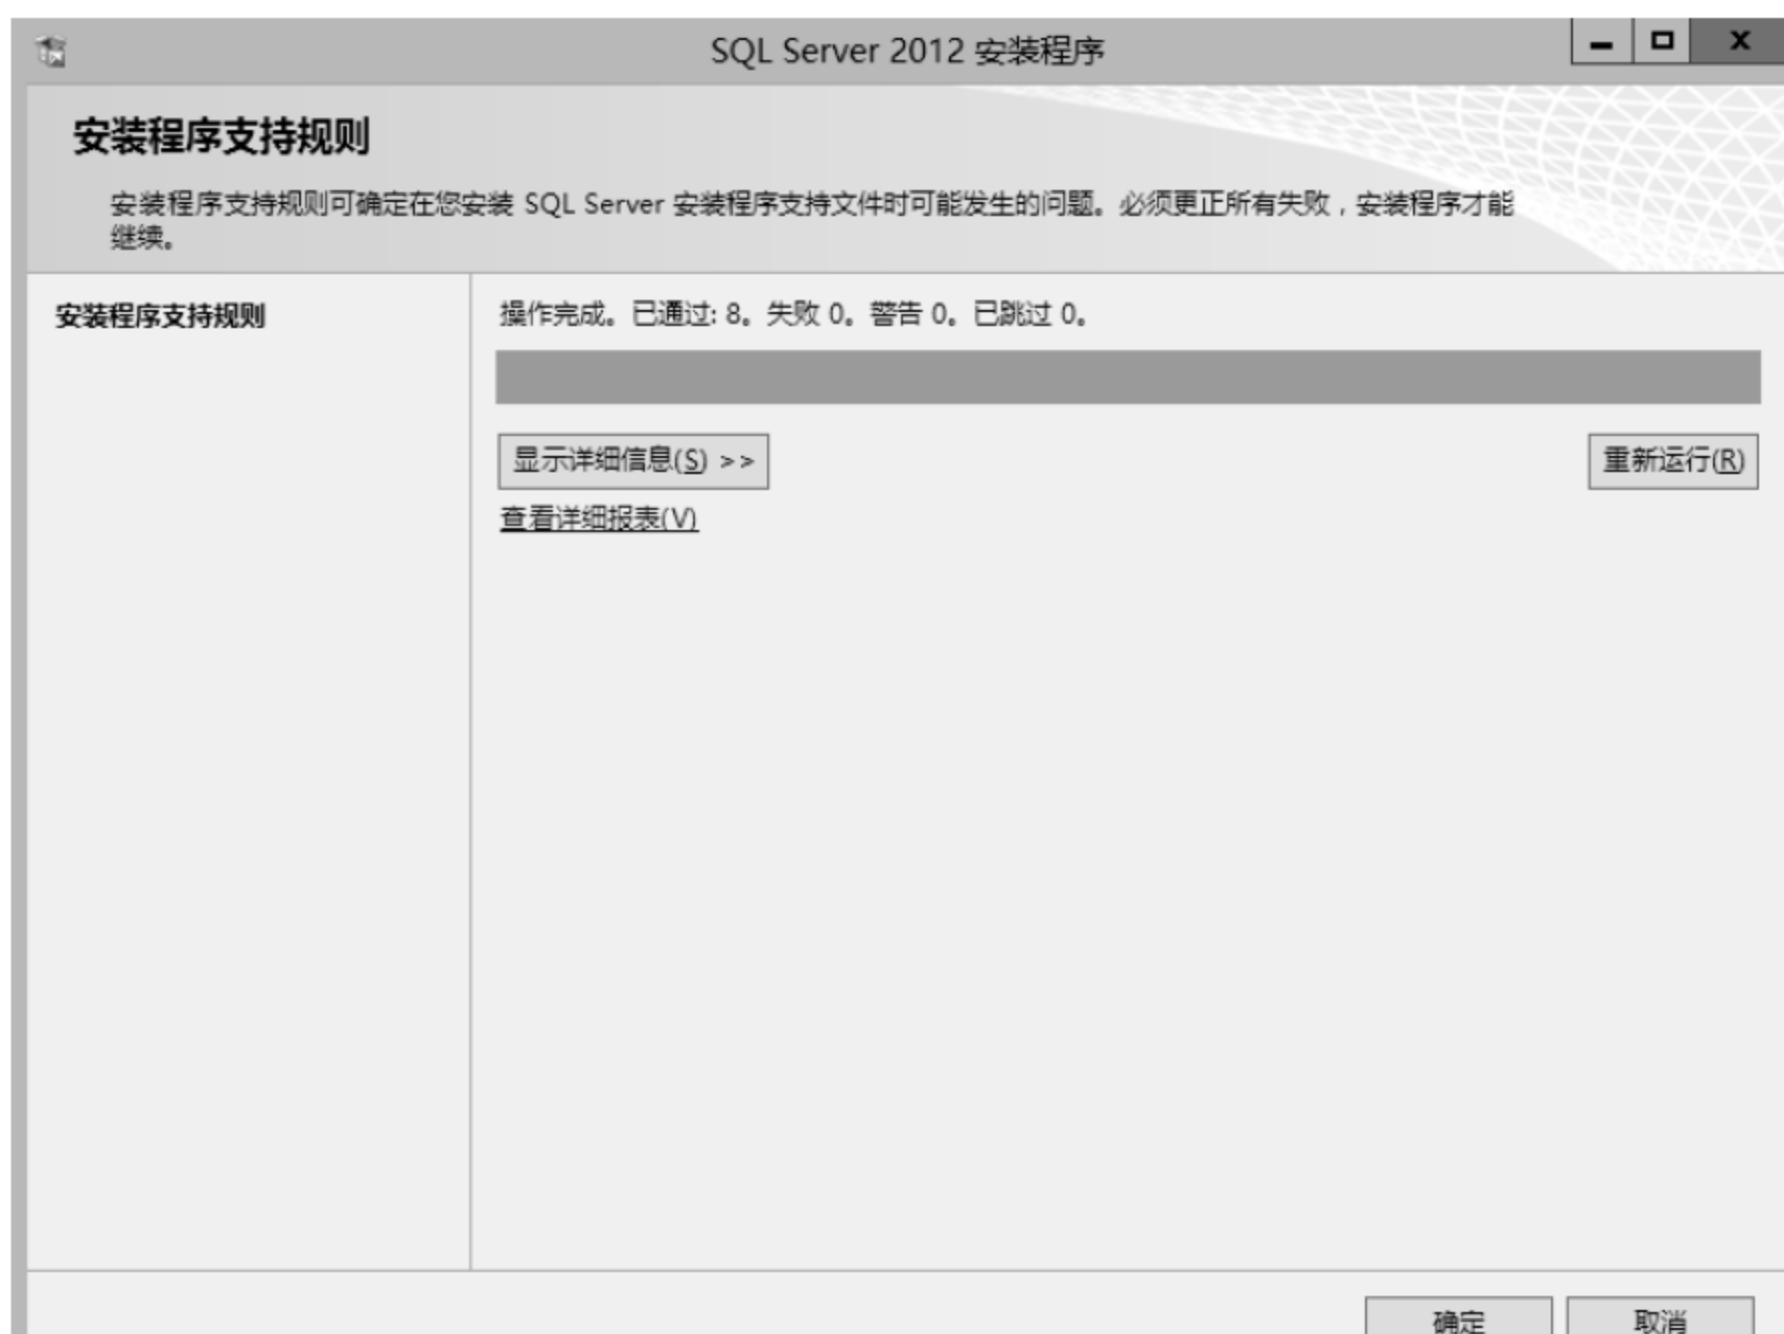 SQL Server 2012 安装程序
安装程序支持规则
安装程序支持规则可确定在您安装 SQL Server 安装程序支持文件时可能发生的问题。必须更正所有失败，安装程序才能
继续。
安装程序支持规则
操作完成。已通过: 8。失败 0。警告 0。已跳过 0。
显示详细信息(S) >>
重新运行(R)
查看详细报表(V)
确定
取消